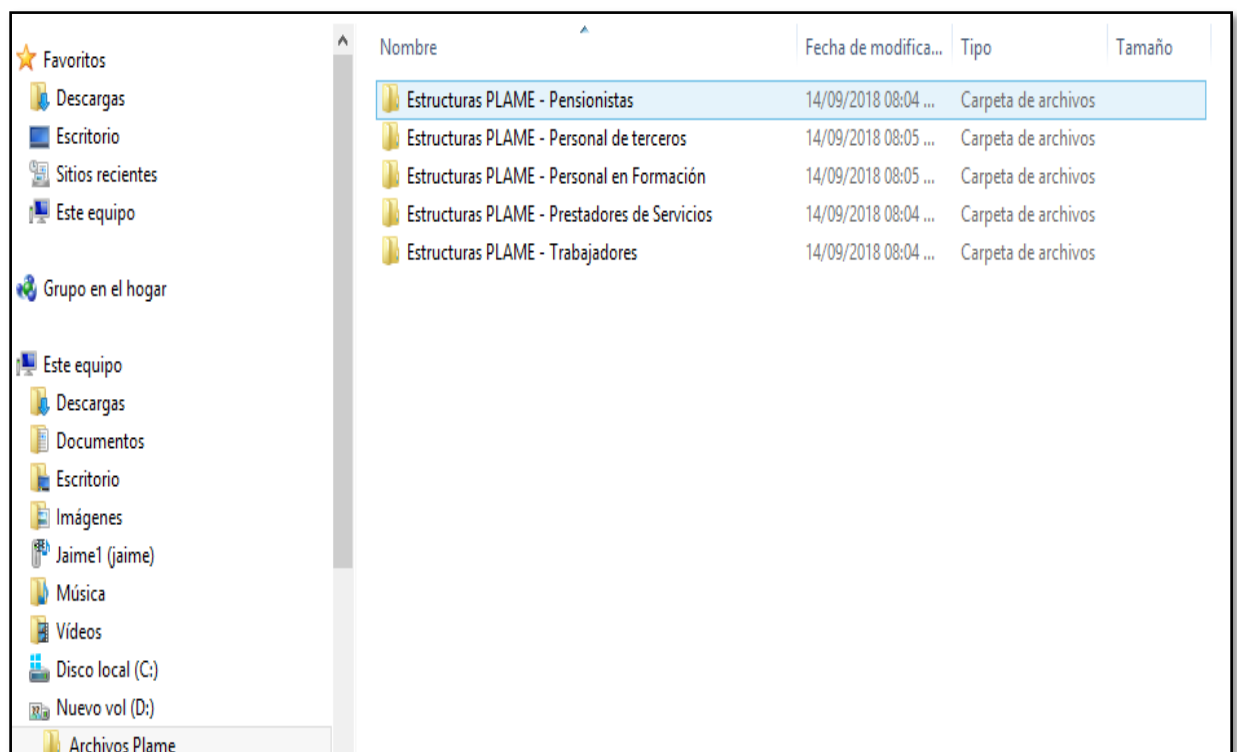 Favoritos
Descargas
Escritorio
Sitios recientes
Este equipo
Grupo en el hogar
Este equipo
Descargas
Documentos
Escritorio
Imágenes
Jaime1 (jaime)
Música
Vídeos
Disco local (C:)
Nuevo vol (D:)
Archivos Plame
Nombre Fecha de modifica... Tipo Tamaño
Estructuras PLAME - Pensionistas 14/09/2018 08:04 ... Carpeta de archivos
Estructuras PLAME - Personal de terceros 14/09/2018 08:05 ... Carpeta de archivos
Estructuras PLAME - Personal en Formación 14/09/2018 08:05 ... Carpeta de archivos
Estructuras PLAME - Prestadores de Servicios 14/09/2018 08:04 ... Carpeta de archivos
Estructuras PLAME - Trabajadores 14/09/2018 08:04 ... Carpeta de archivos